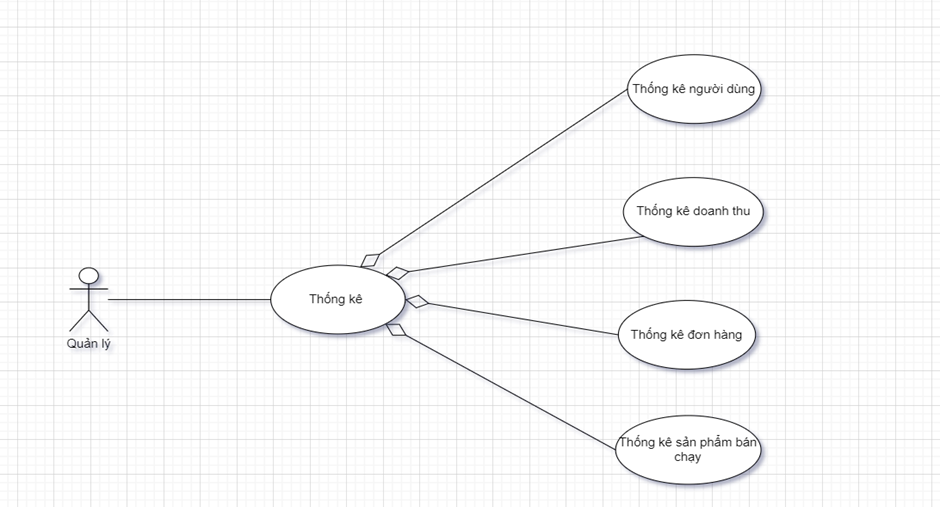 Thống kê người dùng
Thống kê doanh thu
Thống kê
Quản lý
Thống kê đơn hàng
Thống kê sản phẩm bán
chạy